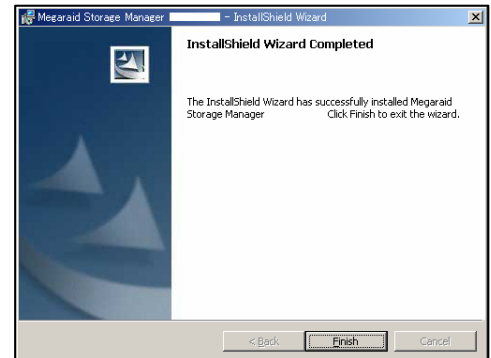 Megaraid Storage Manager - InstallShield Wizard
InstallShield Wizard Completed
The InstallShield Wizard has successfully installed Megaraid
Storage Manager Click Finish to exit the wizard.
< Back Finish Cancel